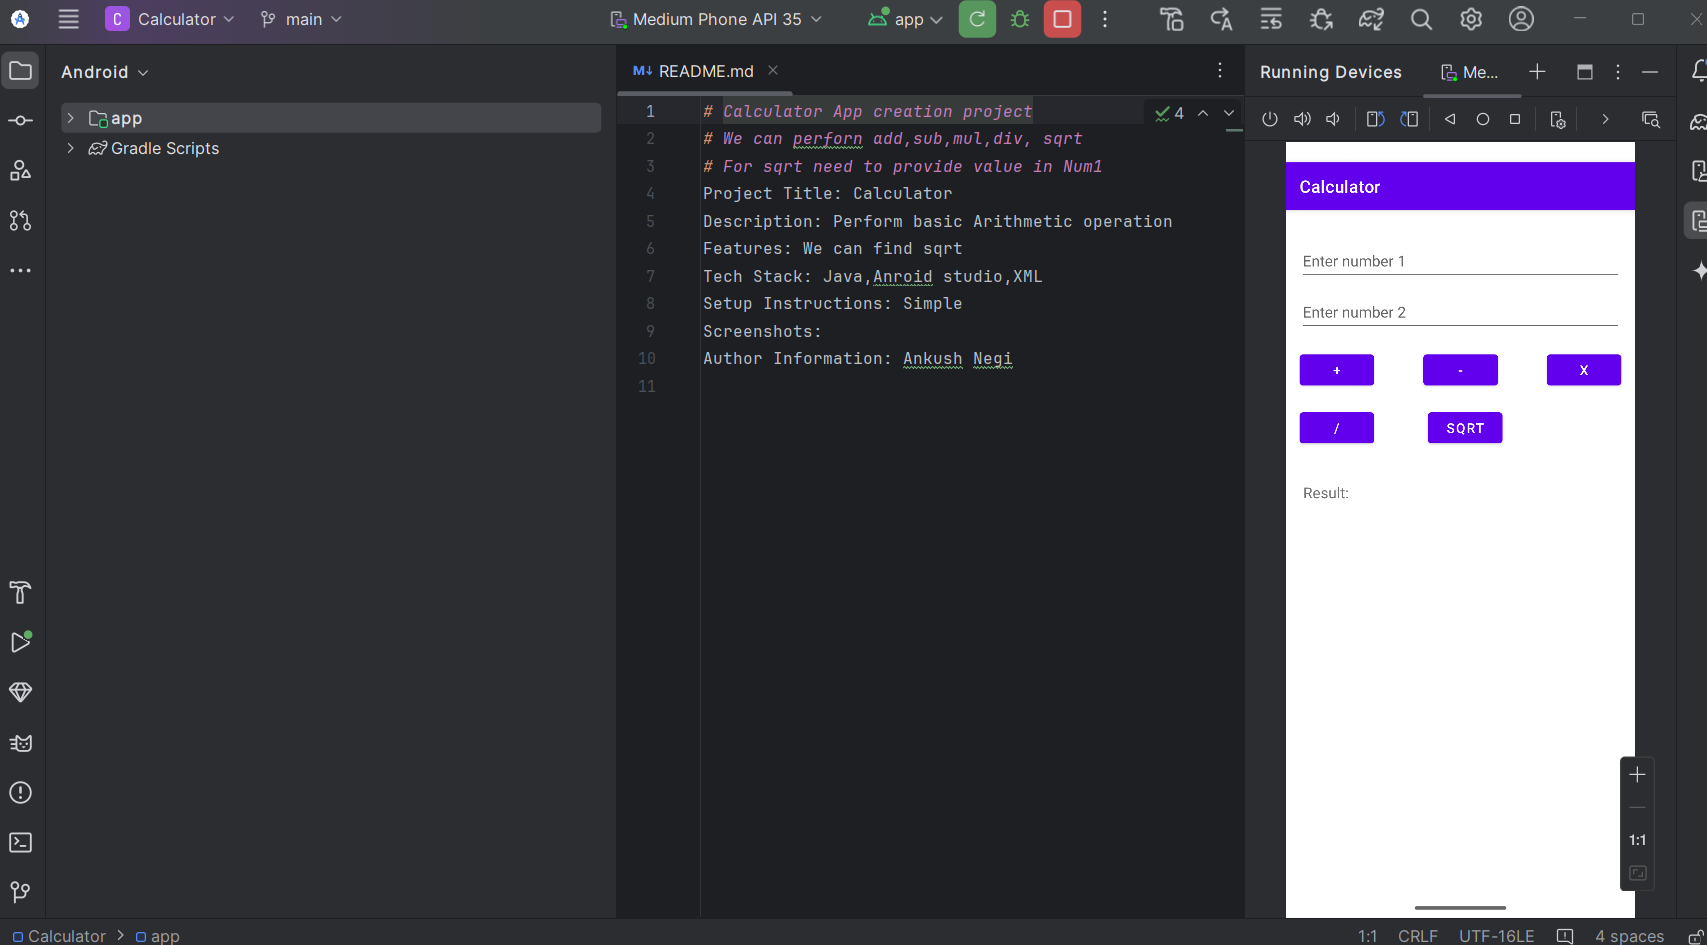 C Calculator main Medium Phone API 35 app
Android
app
Gradle Scripts
M↓ README.md
4
1 # Calculator App creation project
2 # We can perforn add,sub,mul,div, sqrt
3 # For sqrt need to provide value in Num1
4 Project Title: Calculator
5 Description: Perform basic Arithmetic operation
6 Features: We can find sqrt
7 Tech Stack: Java,Anroid studio,XML
8 Setup Instructions: Simple
9 Screenshots:
10 Author Information: Ankush Negi
11
Running Devices Me...
Calculator
Enter number 1
Enter number 2
+ - X
/ SQRT
Result:
1:1
Calculator > app
1:1 CRLF UTF-16LE 4 spaces